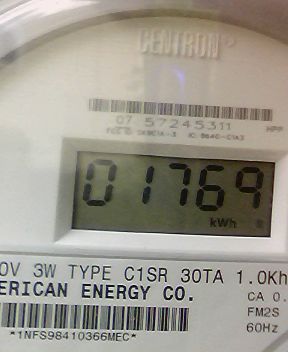 CENTRON
07 57245311 HPP
01769
kWh
0V 3W TYPE C1SR 30TA 1.0Kh
ERICAN ENERGY CO.
CA 0.
FM2S
60Hz
*1NFS98410366MEC*